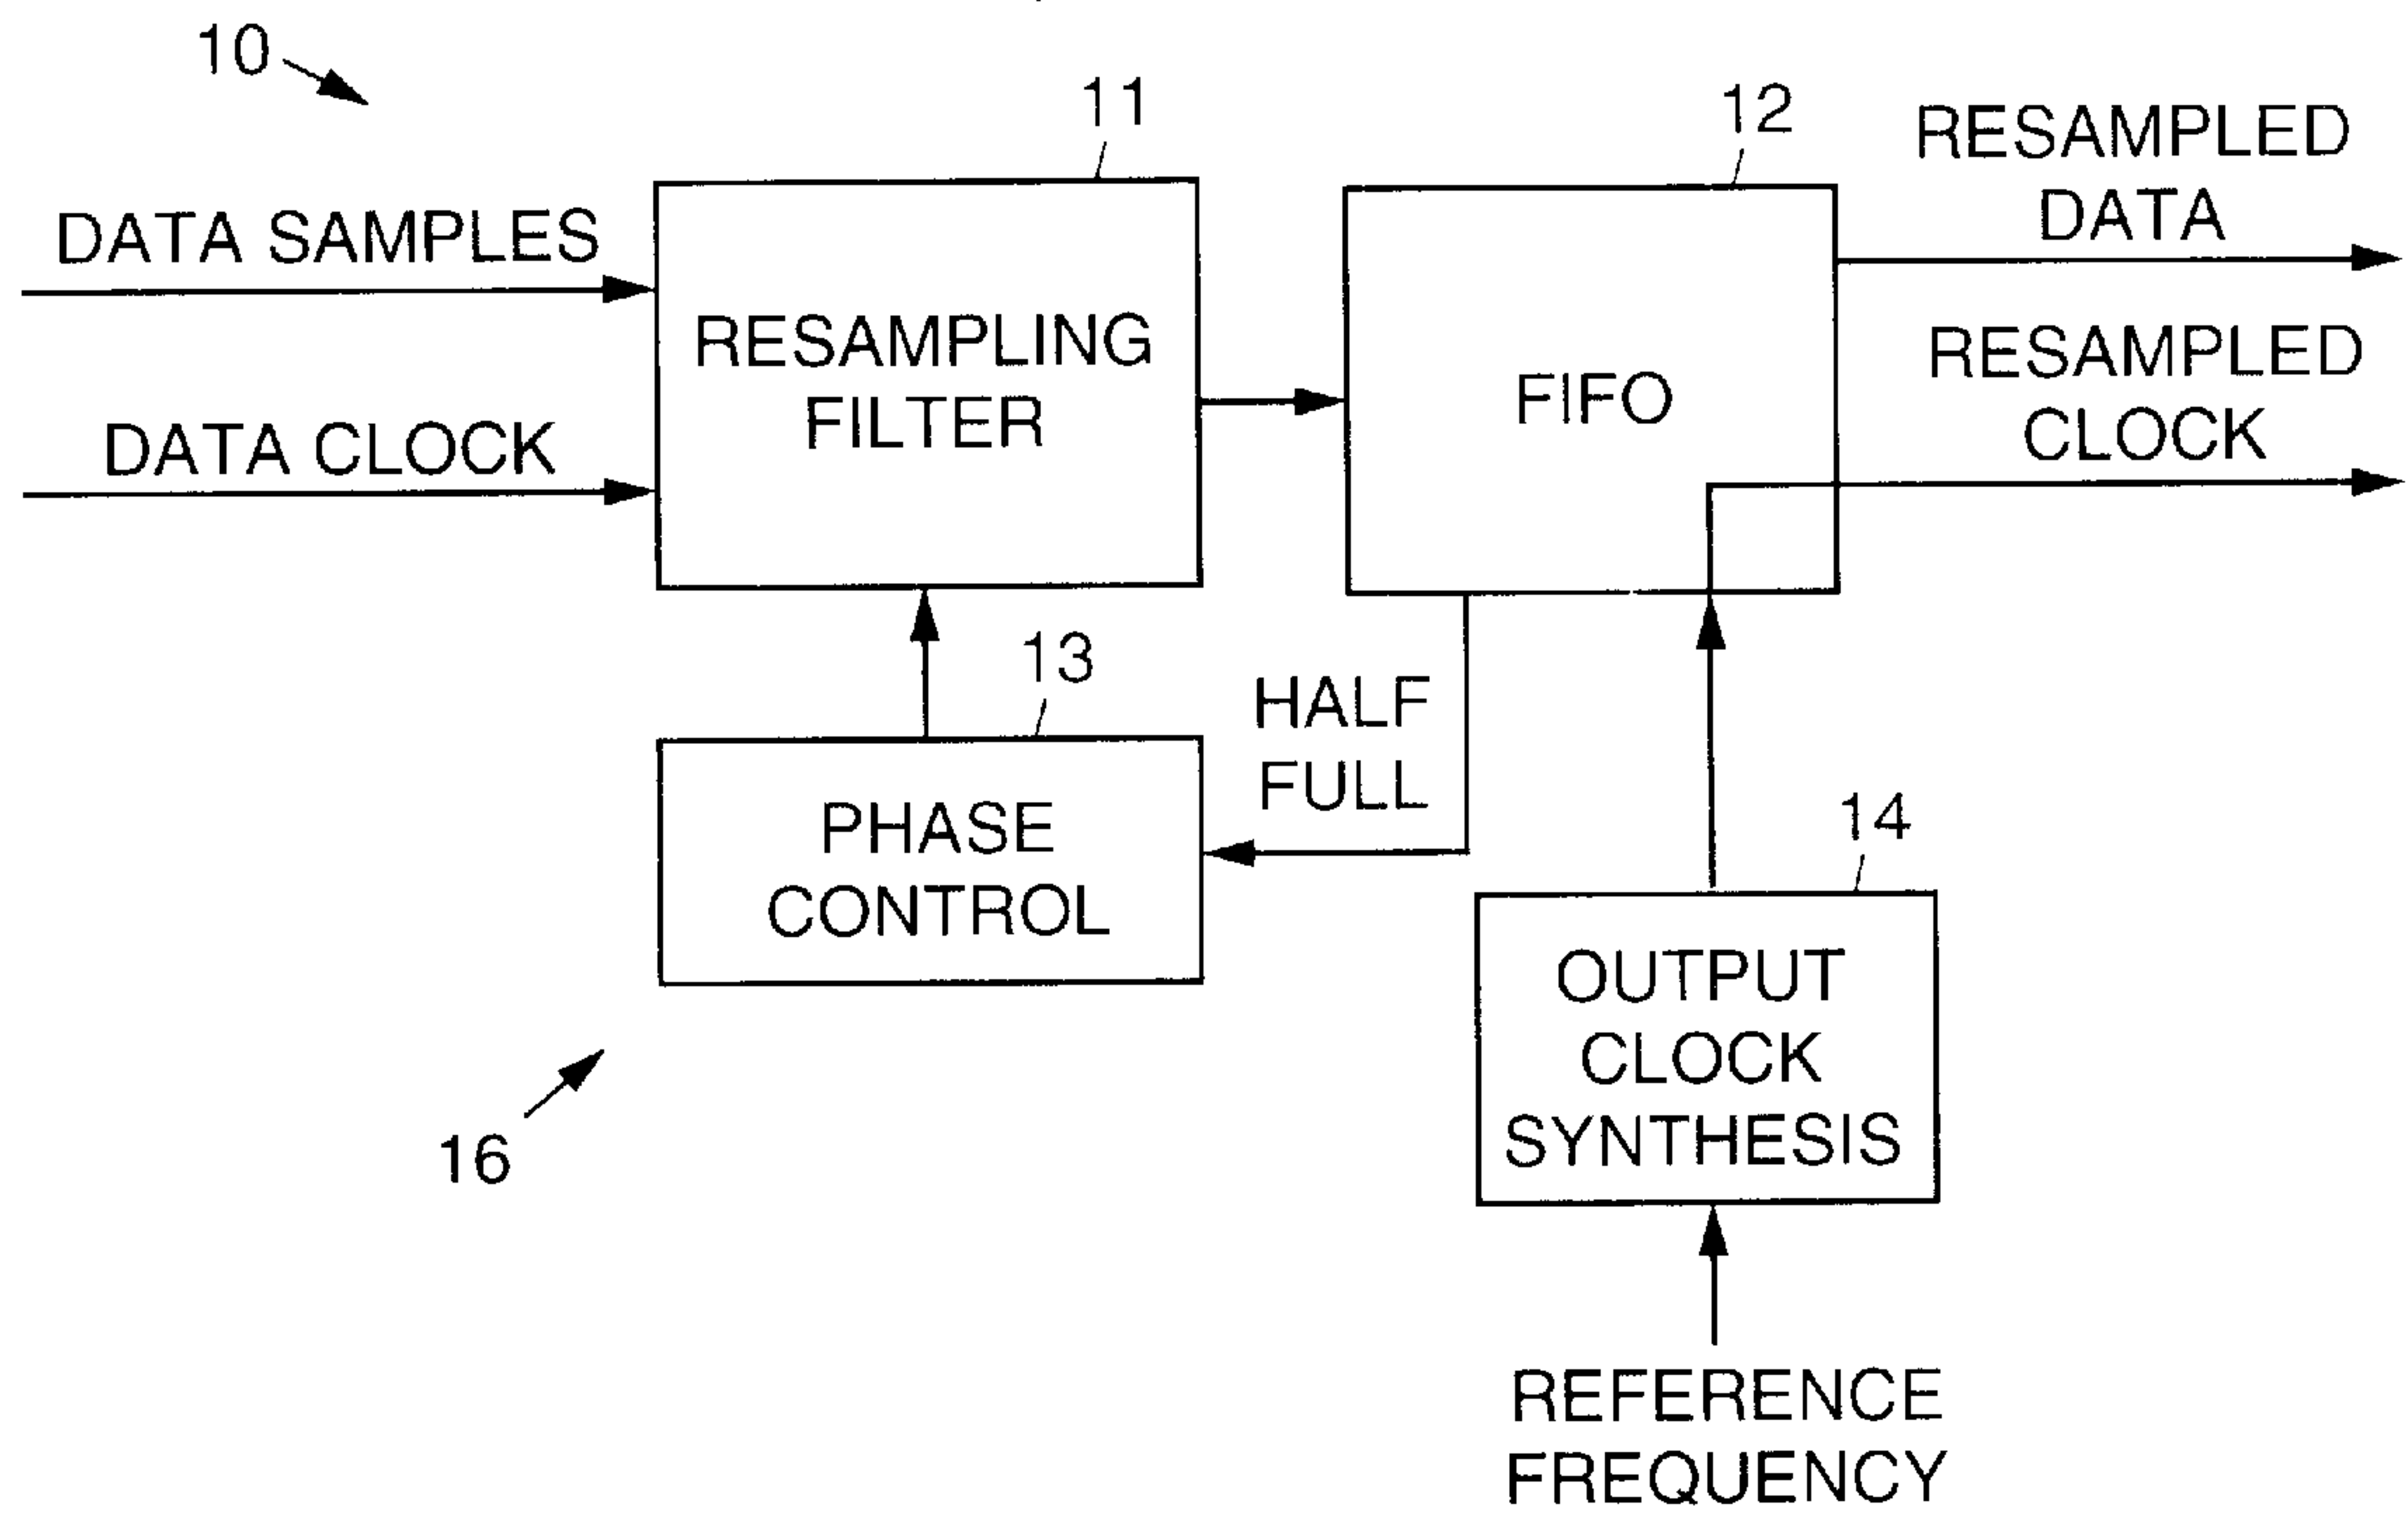 10
11
12
RESAMPLED
DATA
DATA SAMPLES
RESAMPLING
FILTER
FIFO
RESAMPLED
CLOCK
DATA CLOCK
13
HALF
FULL
PHASE
CONTROL
14
OUTPUT
CLOCK
SYNTHESIS
16
REFERENCE
FREQUENCY